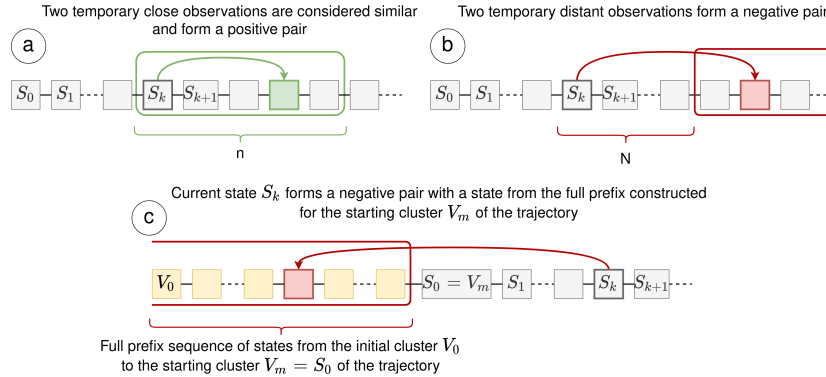 Two temporary close observations are considered similar
and form a positive pair
a
S₀ S₁ Sₖ Sₖ₊₁
n
Two temporary distant observations form a negative pair
b
S₀ S₁ Sₖ Sₖ₊₁
N
Current state Sₖ forms a negative pair with a state from the full prefix constructed
for the starting cluster Vₘ of the trajectory
c
V₀ S₀ = Vₘ S₁ Sₖ Sₖ₊₁
Full prefix sequence of states from the initial cluster V₀
to the starting cluster Vₘ = S₀ of the trajectory